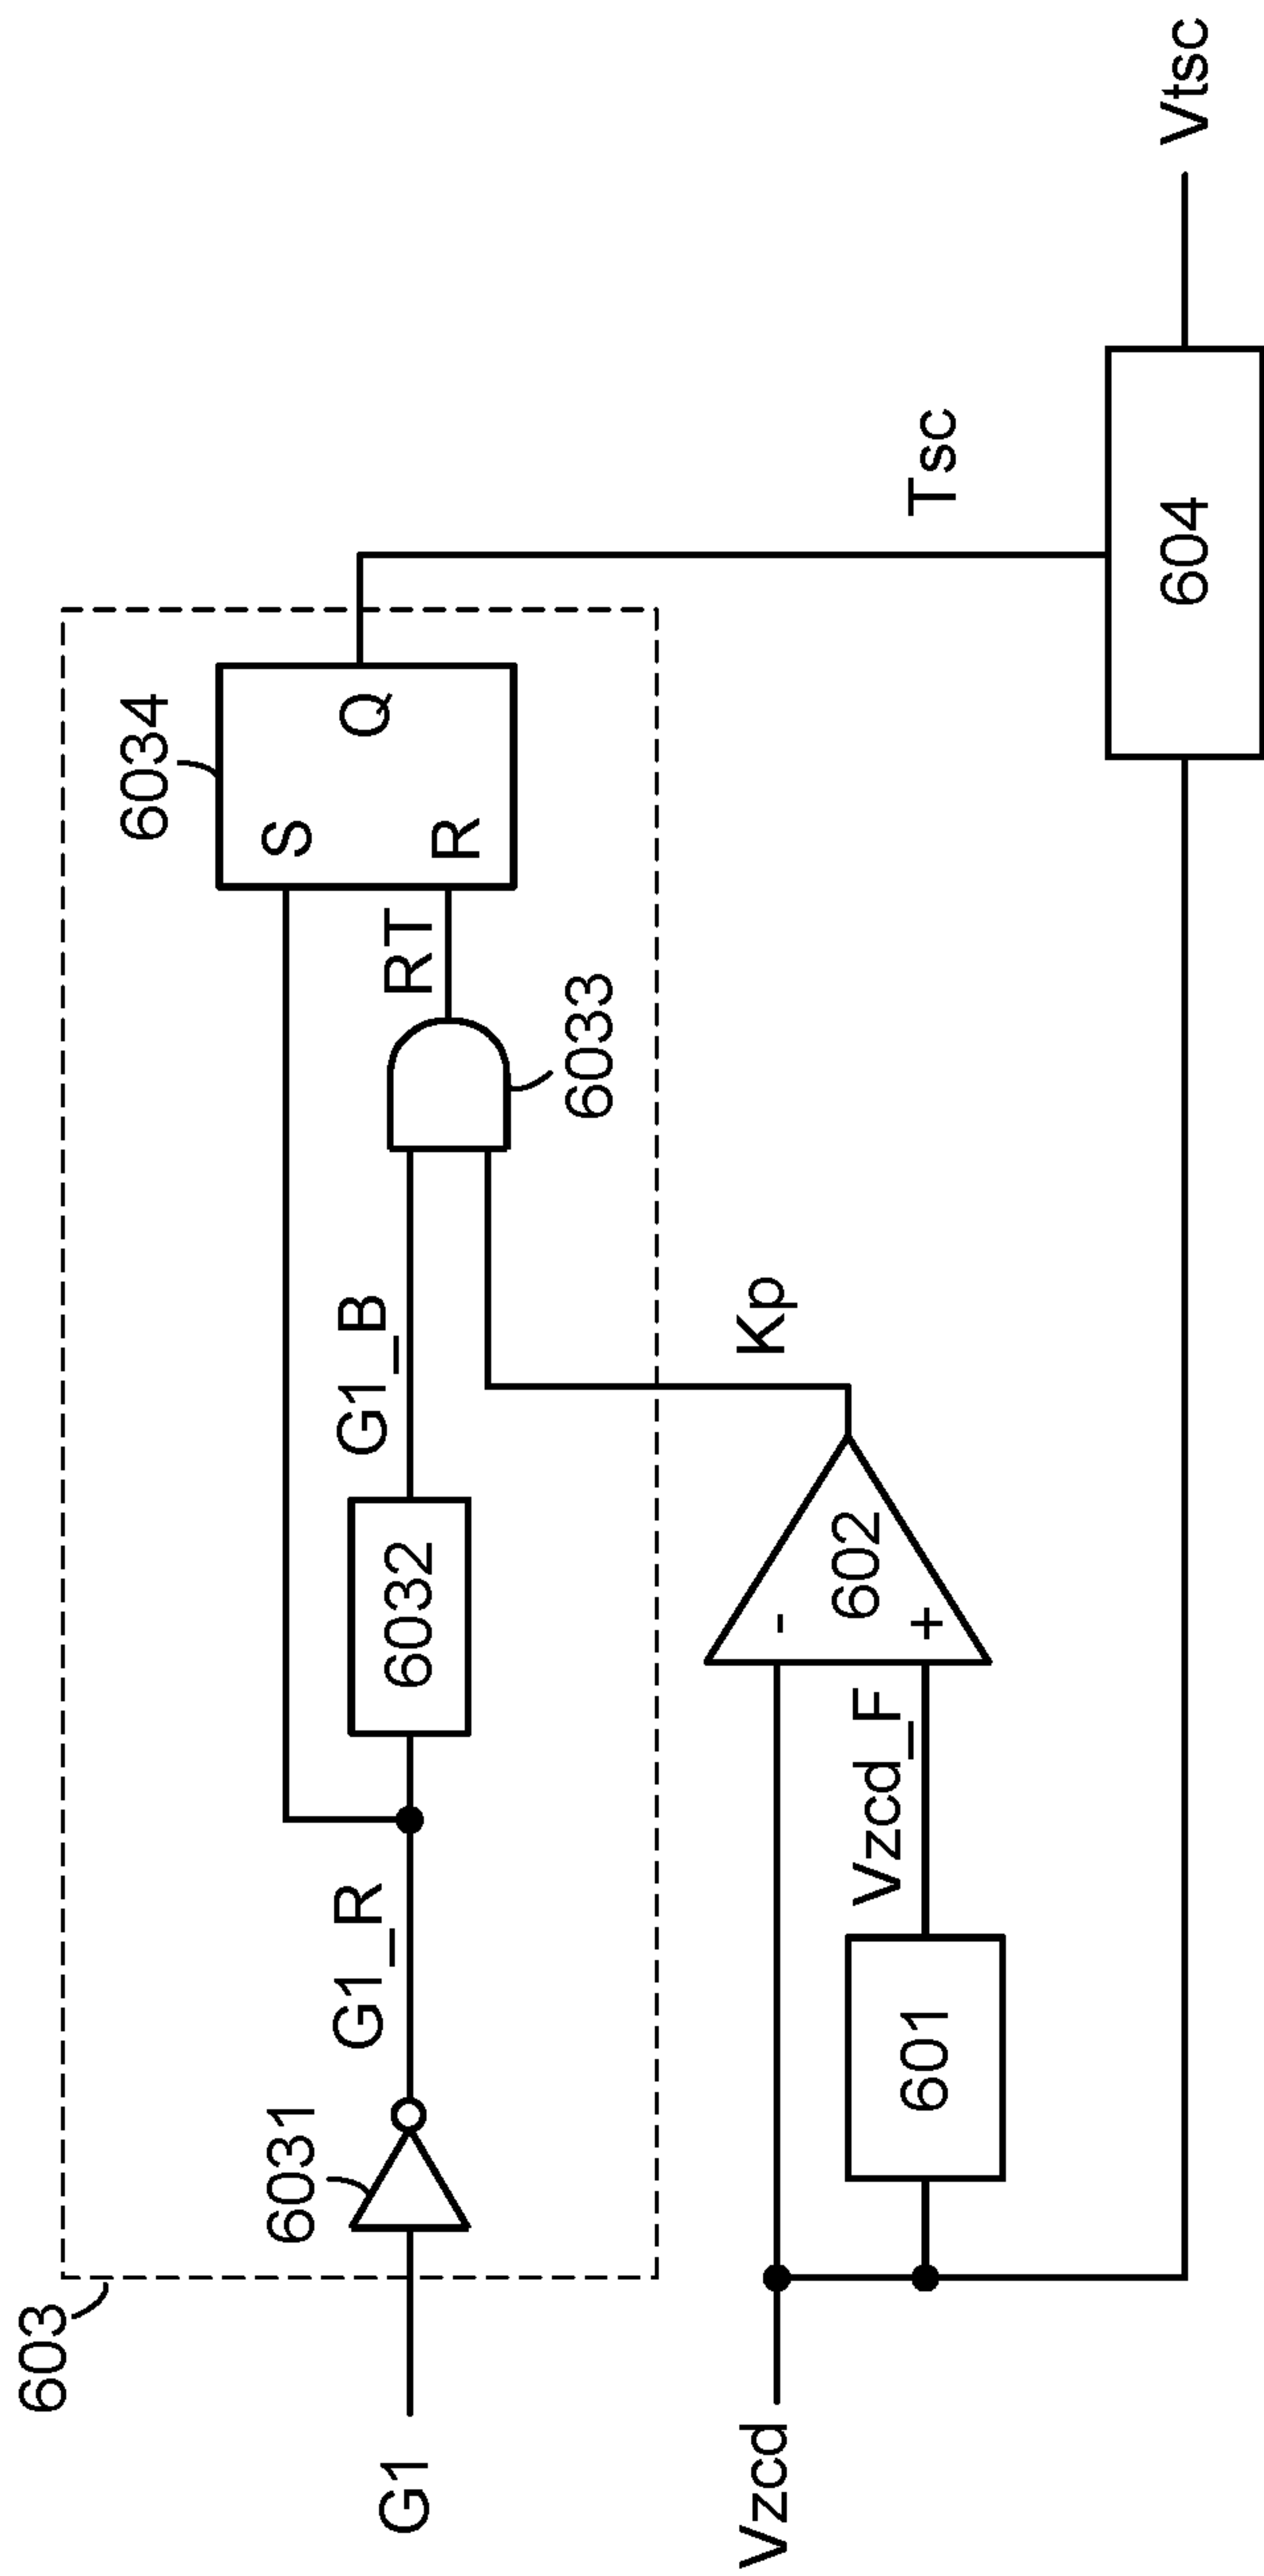 603
6034
6031
S
G1
G1_R
6032
G1_B
RT
Q
R
6033
Kp
Tsc
Vzcd
-
602
+
Vzcd_F
601
604
Vtsc